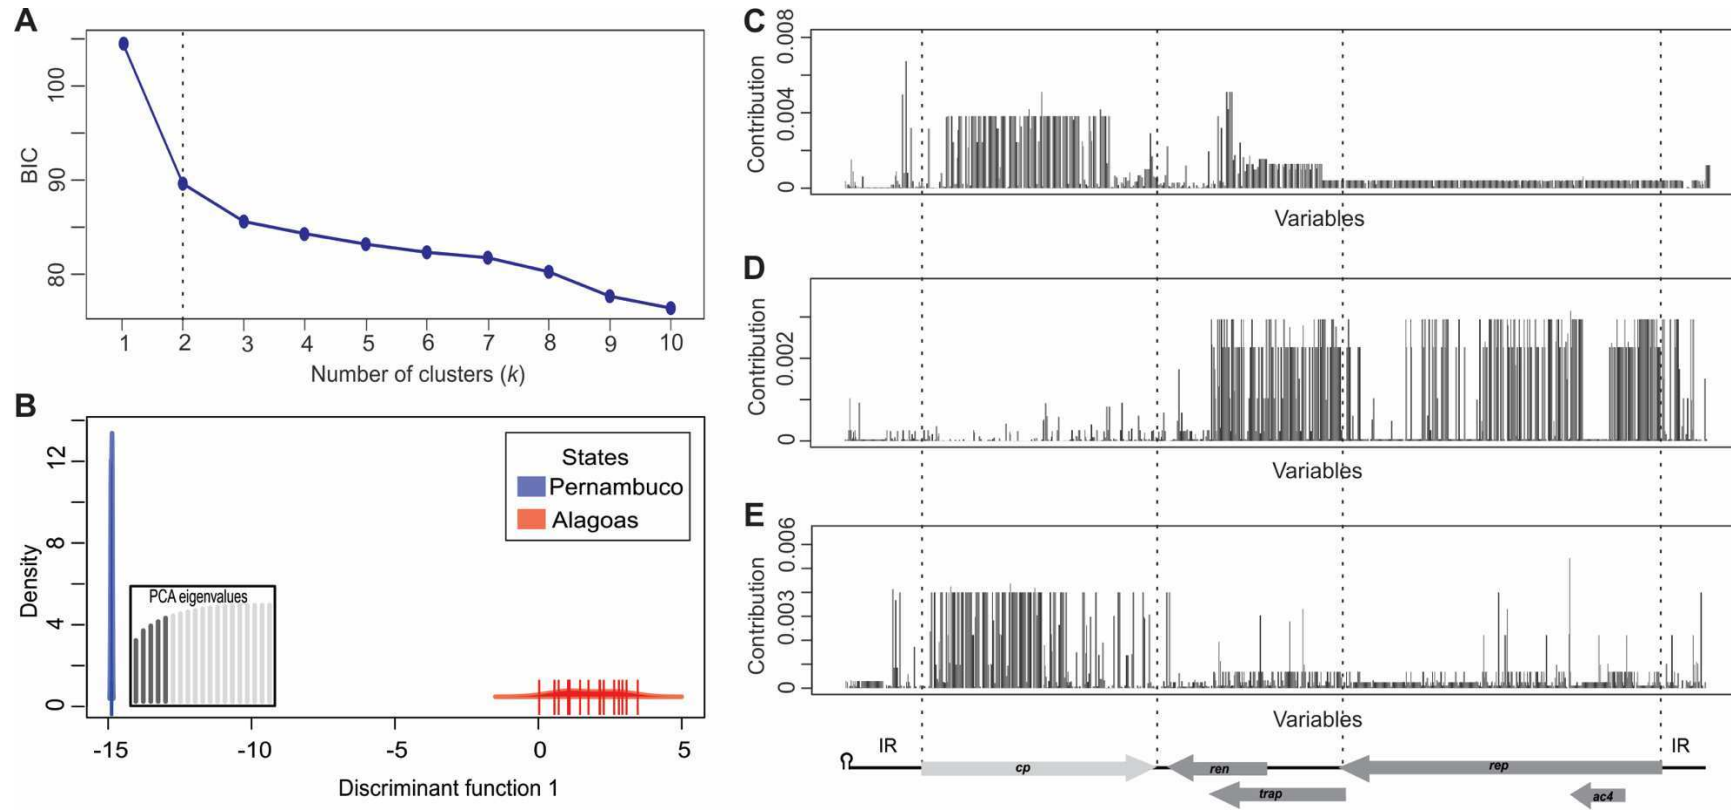 A
BIC
100
90
80
1 2 3 4 5 6 7 8 9 10
Number of clusters (k)
B
Density
12
8
4
0
States
Pernambuco
Alagoas
PCA eigenvalues
-15 -10 -5 0 5
Discriminant function 1
C
Contribution
0.008
0.004
0
Variables
D
Contribution
0.002
0
Variables
E
Contribution
0.006
0.003
0
Variables
IR
IR
cp
ren
rep
trap
ac4